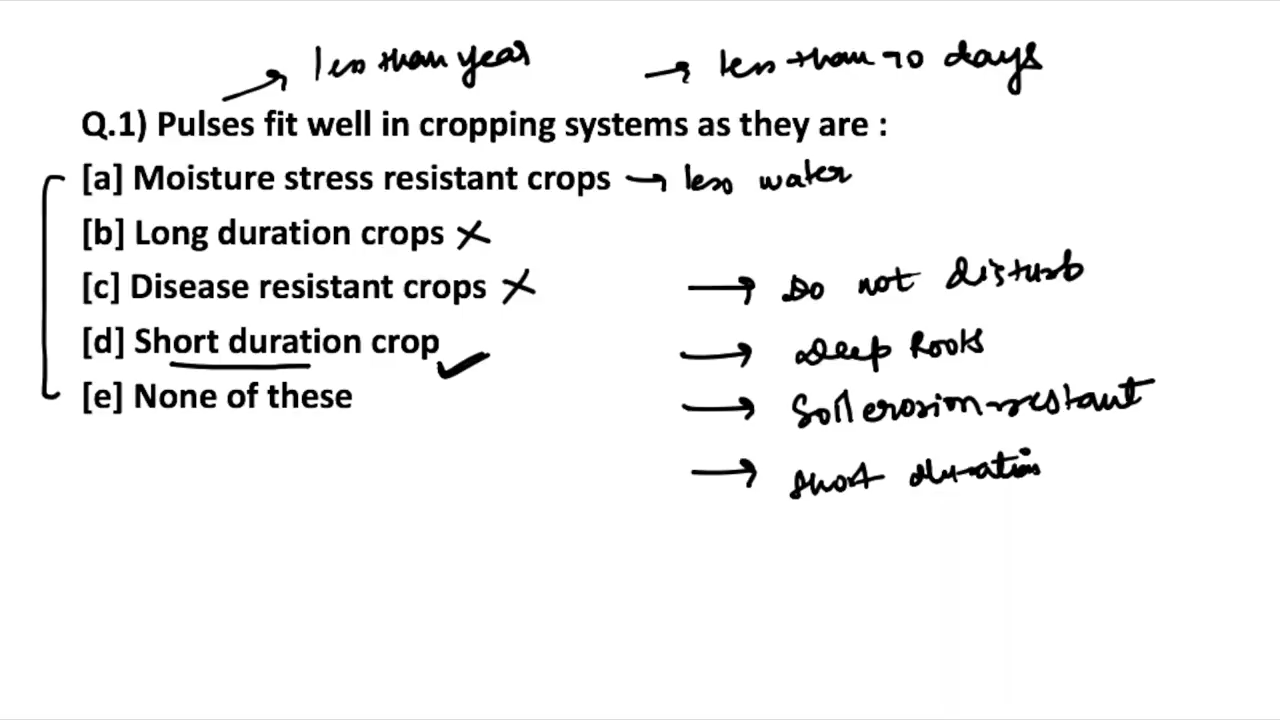 less than year → less than 70 days
Q.1) Pulses fit well in cropping systems as they are :
[a] Moisture stress resistant crops → less water
[b] Long duration crops ✗
[c] Disease resistant crops ✗
→ Do not disturb
[d] Short duration crop ✓
→ Deep Roots
[e] None of these
→ Soil erosion
→ short duration